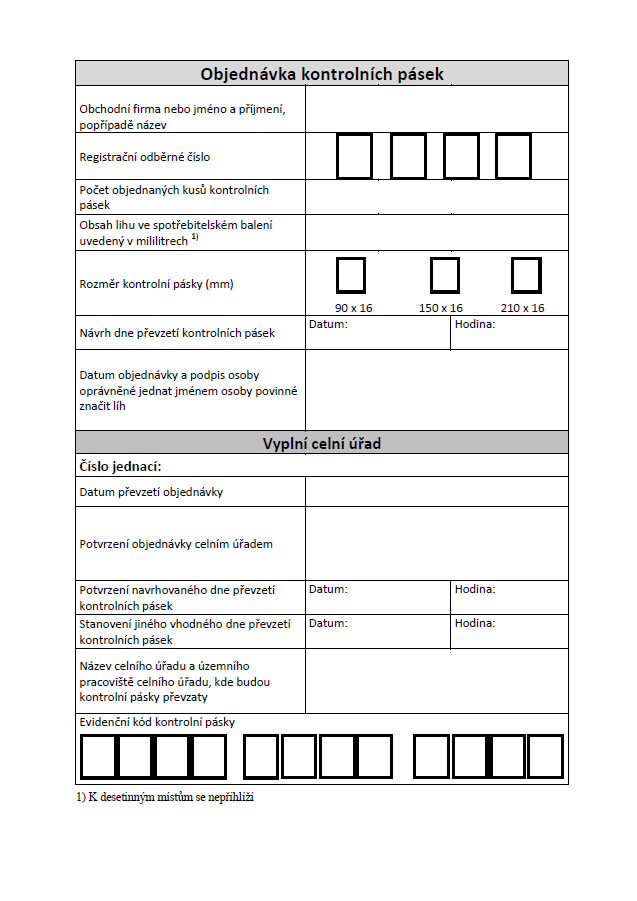 Objednávka kontrolních pásek
Obchodní firma nebo jméno a příjmení,
popřípadě název
Registrační odběrné číslo
Počet objednaných kusů kontrolních
pásek
Obsah lihu ve spotřebitelském balení
uvedený v mililitrech 1)
Rozměr kontrolní pásky (mm)
90 x 16 150 x 16 210 x 16
Návrh dne převzetí kontrolních pásek
Datum: Hodina:
Datum objednávky a podpis osoby
oprávněné jednat jménem osoby povinné
značit líh
Vyplní celní úřad
Číslo jednací:
Datum převzetí objednávky
Potvrzení objednávky celním úřadem
Potvrzení navrhovaného dne převzetí
kontrolních pásek
Datum: Hodina:
Stanovení jiného vhodného dne převzetí
kontrolních pásek
Datum: Hodina:
Název celního úřadu a územního
pracoviště celního úřadu, kde budou
kontrolní pásky převzaty
Evidenční kód kontrolní pásky
1) K desetinným místům se nepřihlíží